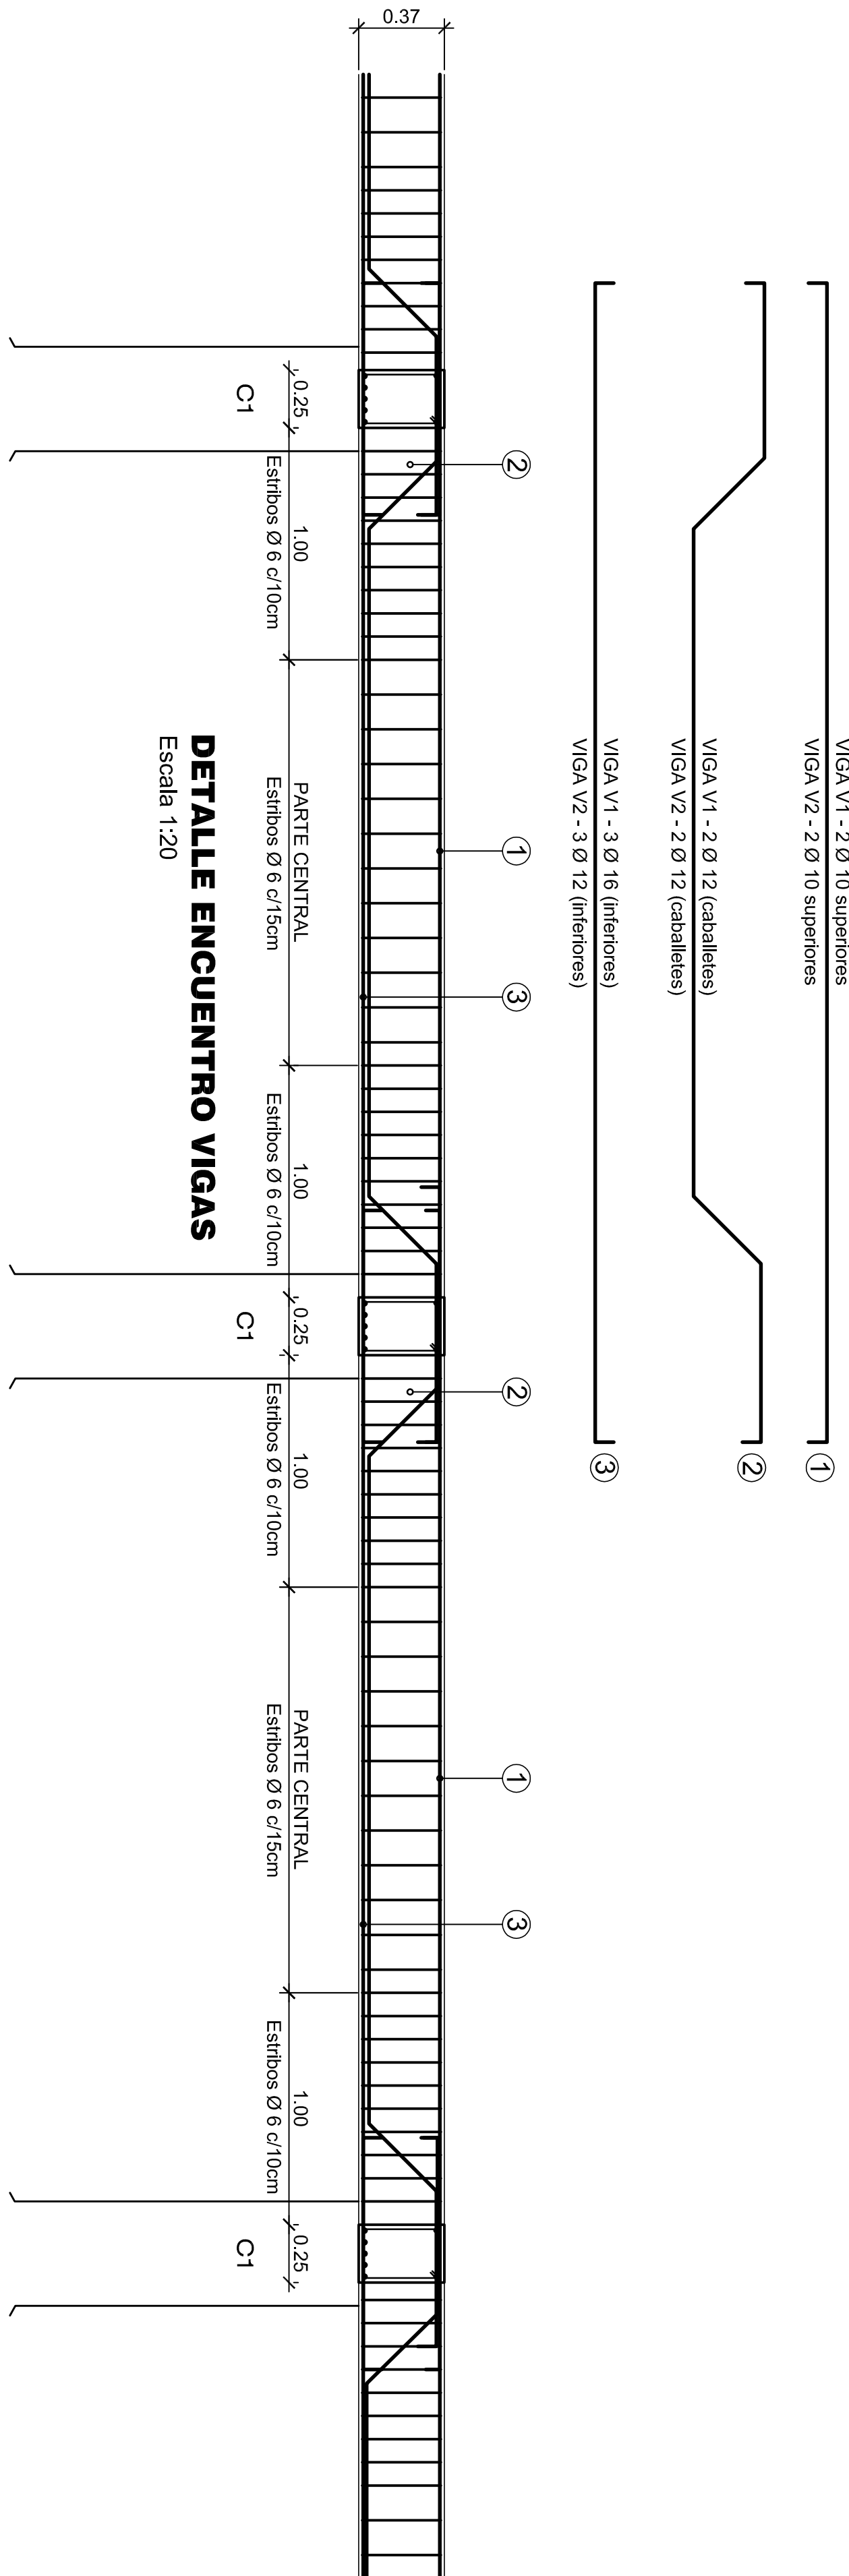 VIGA V1 - 2 Ø 10 superiores
VIGA V2 - 2 Ø 10 superiores
1
VIGA V1 - 2 Ø 12 (caballetes)
VIGA V2 - 2 Ø 12 (caballetes)
2
VIGA V1 - 3 Ø 16 (inferiores)
VIGA V2 - 3 Ø 12 (inferiores)
3
2
1
3
2
1
3
0.37
0.25
1.00
PARTE CENTRAL
1.00
0.25
1.00
PARTE CENTRAL
1.00
0.25
Estribos Ø 6 c/10cm
Estribos Ø 6 c/15cm
Estribos Ø 6 c/10cm
Estribos Ø 6 c/10cm
Estribos Ø 6 c/15cm
Estribos Ø 6 c/10cm
C1
C1
C1
DETALLE ENCUENTRO VIGAS
Escala 1:20